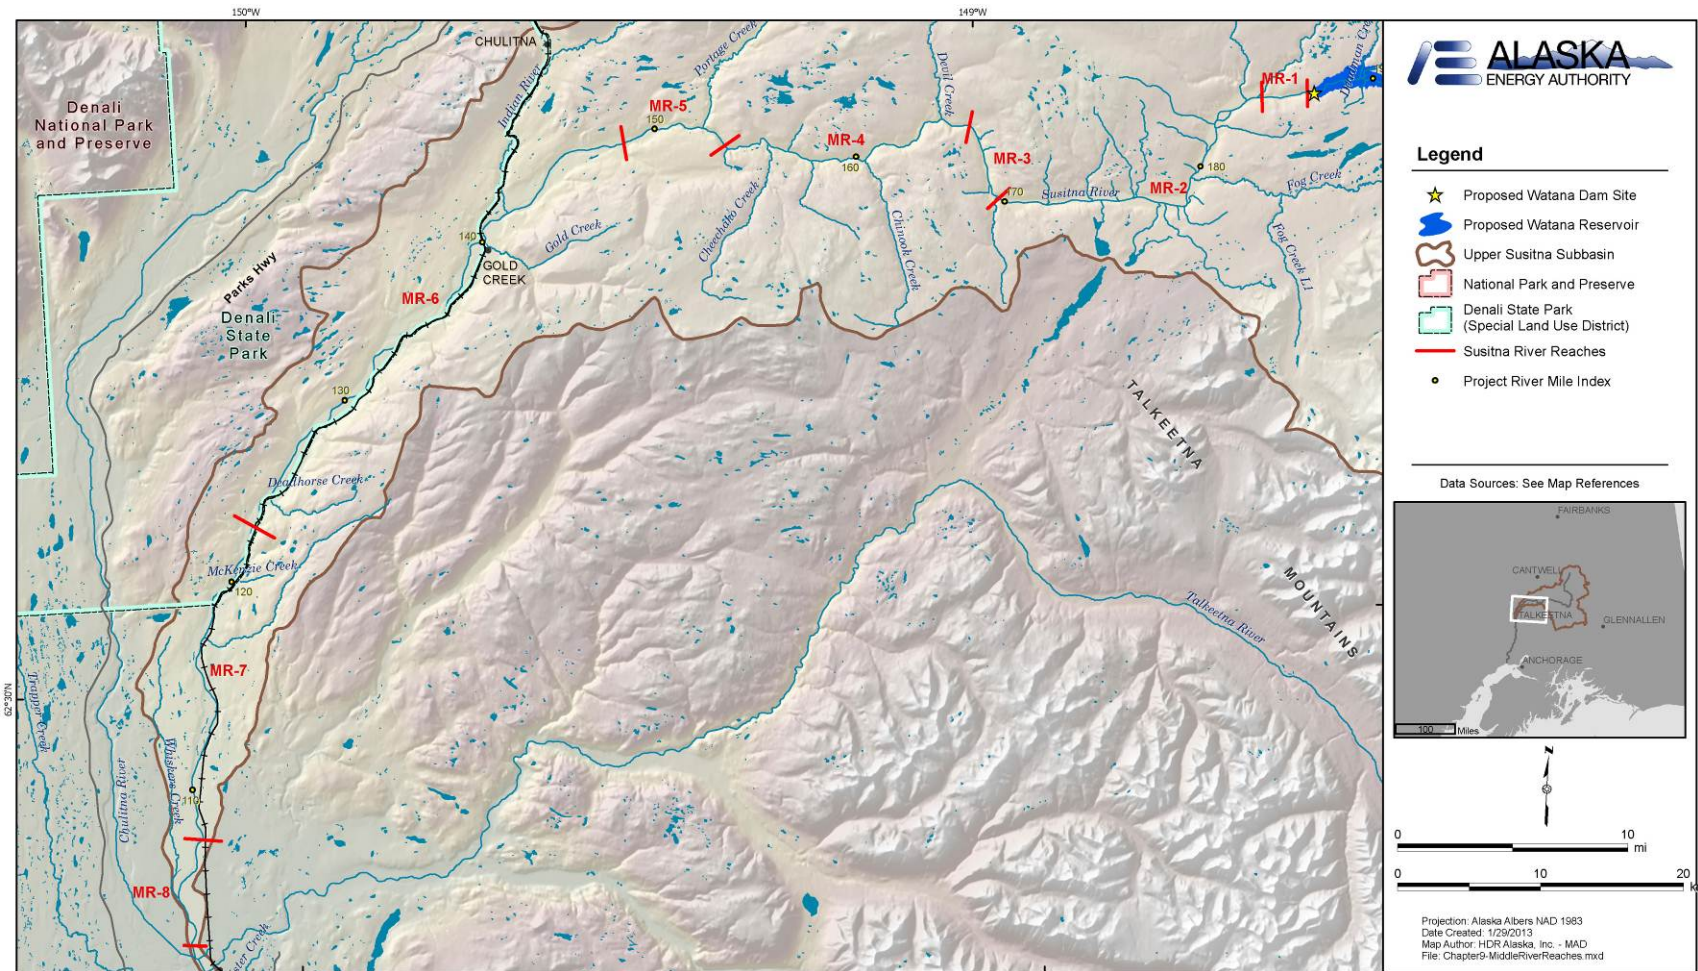 150°W
149°W
62°30'N
CHULITNA
Indian River
Portage Creek
Devil Creek
MR-1
Denali
National Park
and Preserve
MR-5
150
MR-4
160
MR-3
70
Susitna River
MR-2
180
Fog Creek
Fog Creek L1
Cheechako Creek
Chinook Creek
Gold Creek
140
GOLD
CREEK
MR-6
Parks Hwy
Denali
State
Park
130
TALKEETNA
MOUNTAINS
Deadhorse Creek
McKenzie Creek
120
Talkeetna River
MR-7
Trapper Creek
Chulitna River
Whiskers Creek
110
MR-8
ALASKA
ENERGY AUTHORITY
Legend
Proposed Watana Dam Site
Proposed Watana Reservoir
Upper Susitna Subbasin
National Park and Preserve
Denali State Park
(Special Land Use District)
Susitna River Reaches
Project River Mile Index
Data Sources: See Map References
FAIRBANKS
CANTWELL
TALKEETNA
GLENNALLEN
ANCHORAGE
100 Miles
N
0 10
mi
0 10 20
Projection: Alaska Albers NAD 1983
Date Created: 1/29/2013
Map Author: HDR Alaska, Inc. - MAD
File: Chapter9-MiddleRiverReaches.mxd